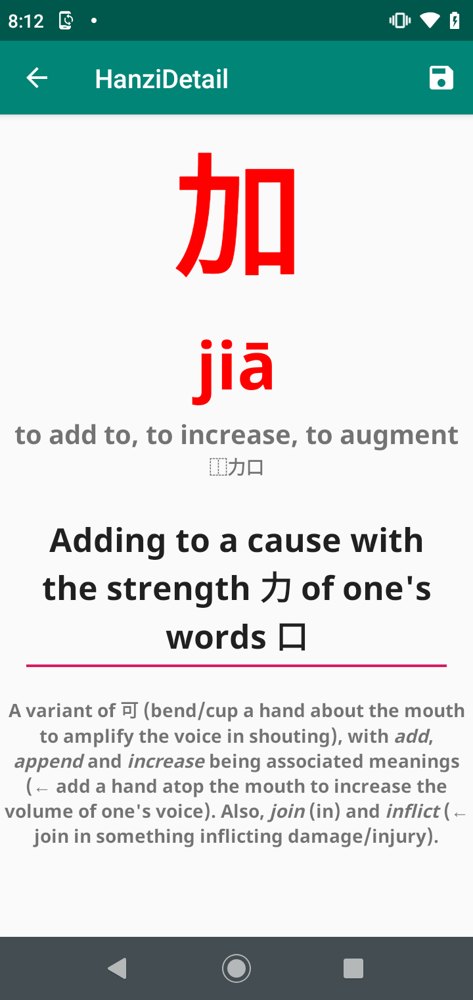 8:12
HanziDetail
加
jiā
to add to, to increase, to augment
⿰力口
Adding to a cause with
the strength 力 of one's
words 口
A variant of 可 (bend/cup a hand about the mouth
to amplify the voice in shouting), with add,
append and increase being associated meanings
(← add a hand atop the mouth to increase the
volume of one's voice). Also, join (in) and inflict (←
join in something inflicting damage/injury).